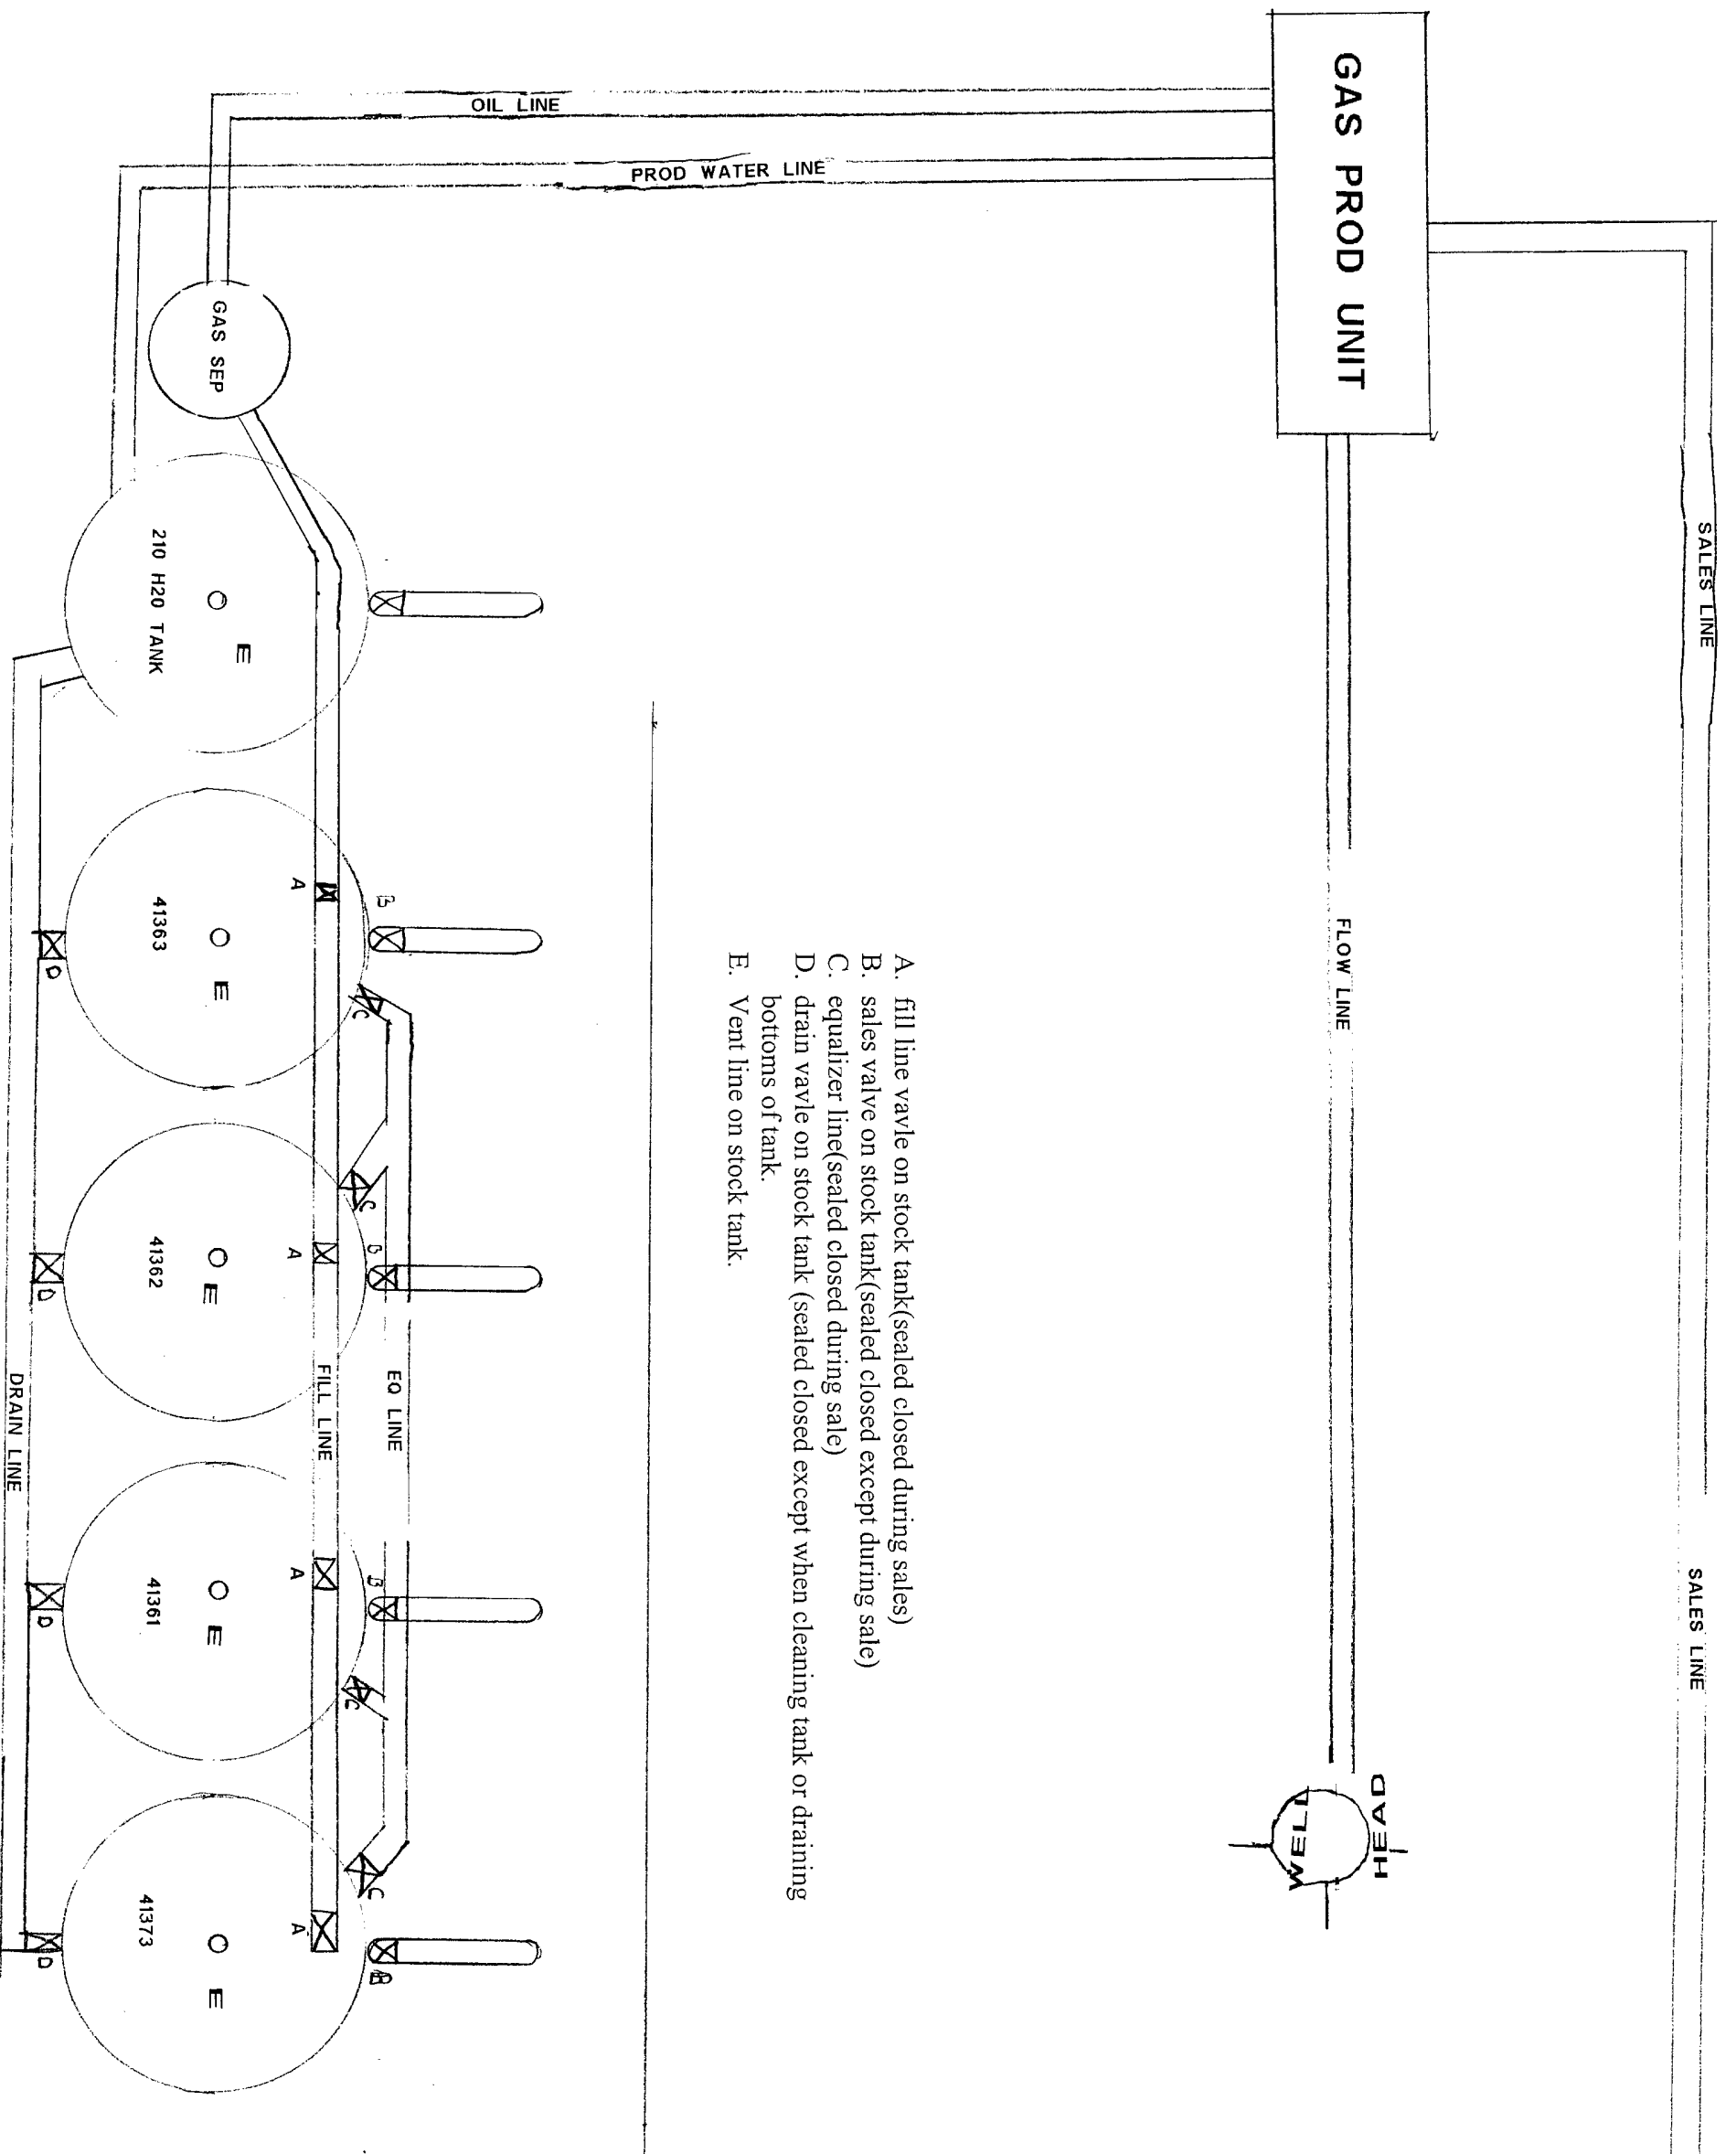 SALES LINE
SALES LINE
GAS PROD UNIT
FLOW LINE
WELL
HEAD
A. fill line vavle on stock tank(sealed closed during sales)
B. sales valve on stock tank(sealed closed except during sale)
C. equalizer line(sealed closed during sale)
D. drain vavle on stock tank (sealed closed except when cleaning tank or draining
bottoms of tank.
E. Vent line on stock tank.
OIL LINE
PROD WATER LINE
GAS SEP
EQ LINE
FILL LINE
DRAIN LINE
210 H20 TANK
E
41363
A
B
C
D
E
41362
A
B
C
D
E
41361
A
B
C
D
E
41373
A
B
C
D
E